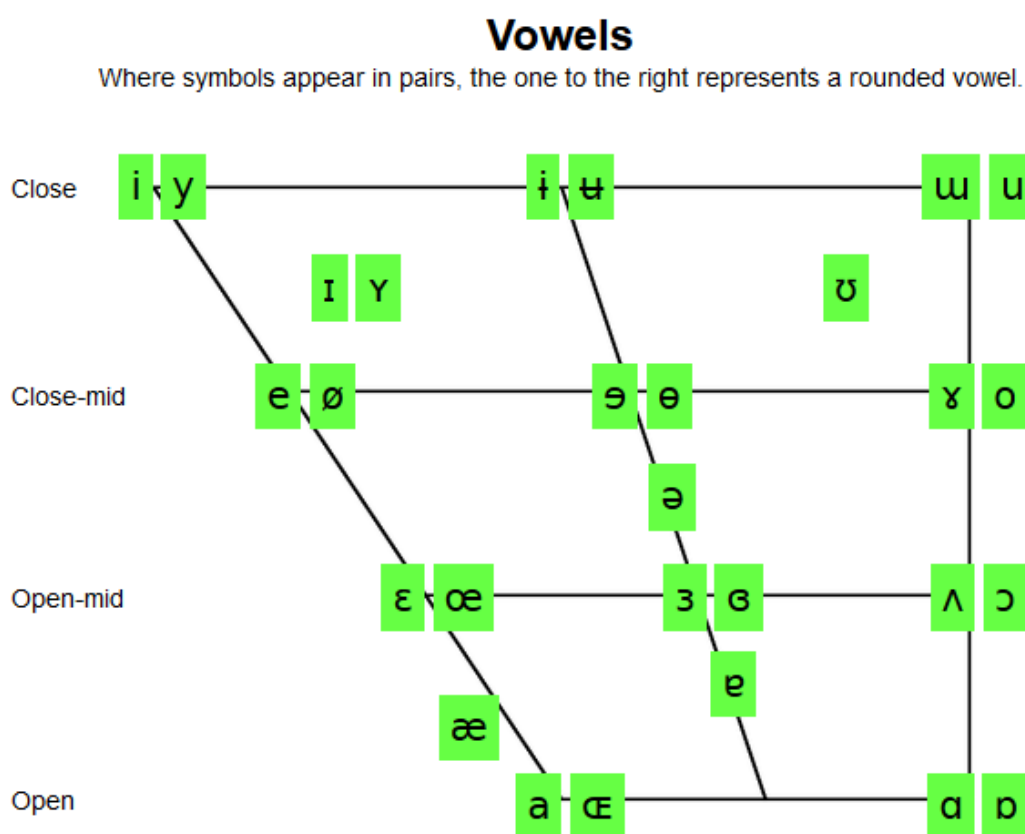 Vowels
Where symbols appear in pairs, the one to the right represents a rounded vowel.
Close i y ɨ ʉ ɯ u
ɪ ʏ ʊ
Close-mid e ø ɘ ɵ ɤ o
ə
Open-mid ɛ œ ɜ ɞ ʌ ɔ
ɐ
æ
Open a ɶ ɑ ɒ